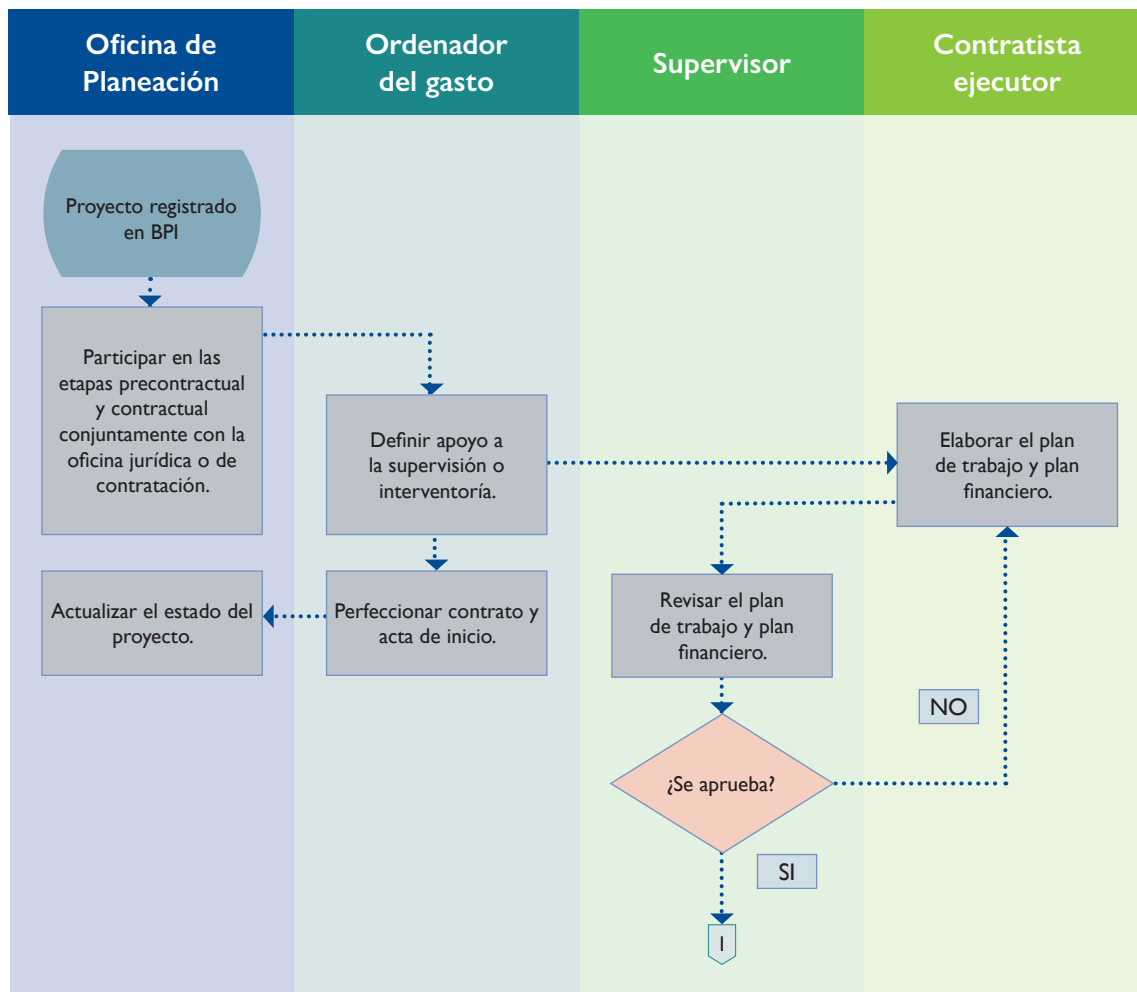 Oficina de
Planeación
Ordenador
del gasto
Supervisor
Contratista
ejecutor
Proyecto registrado
en BPI
Participar en las
etapas precontractual
y contractual
conjuntamente con la
oficina jurídica o de
contratación.
Definir apoyo a
la supervisión o
interventoría.
Elaborar el plan
de trabajo y plan
financiero.
Actualizar el estado del
proyecto.
Perfeccionar contrato y
acta de inicio.
Revisar el plan
de trabajo y plan
financiero.
NO
¿Se aprueba?
SI
1